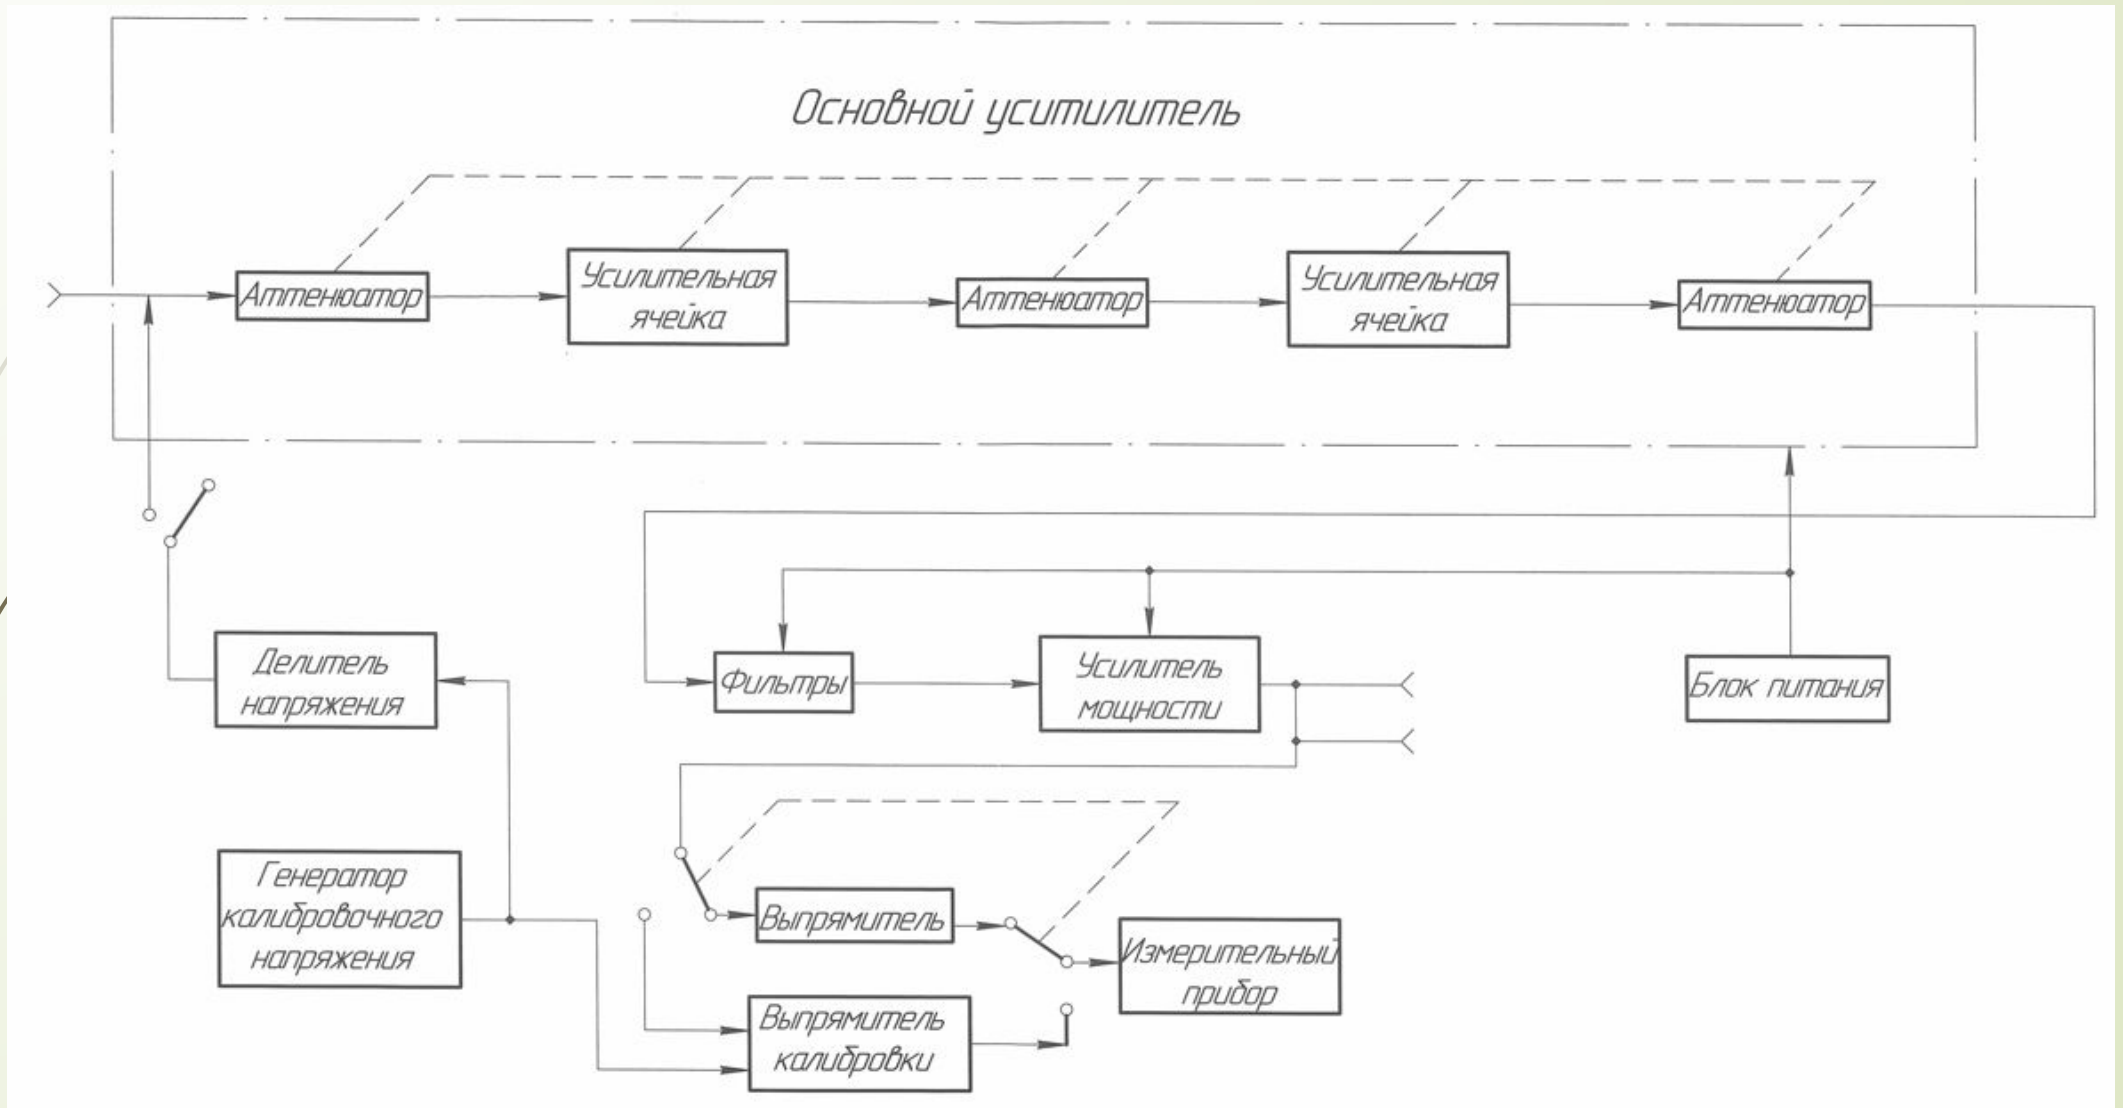 Основной уситилитель
Аттенюатор
Усилительная
ячейка
Аттенюатор
Усилительная
ячейка
Аттенюатор
Делитель
напряжения
Фильтры
Усилитель
мощности
Блок питания
Генератор
калибровочного
напряжения
Выпрямитель
Измерительный
прибор
Выпрямитель
калибровки